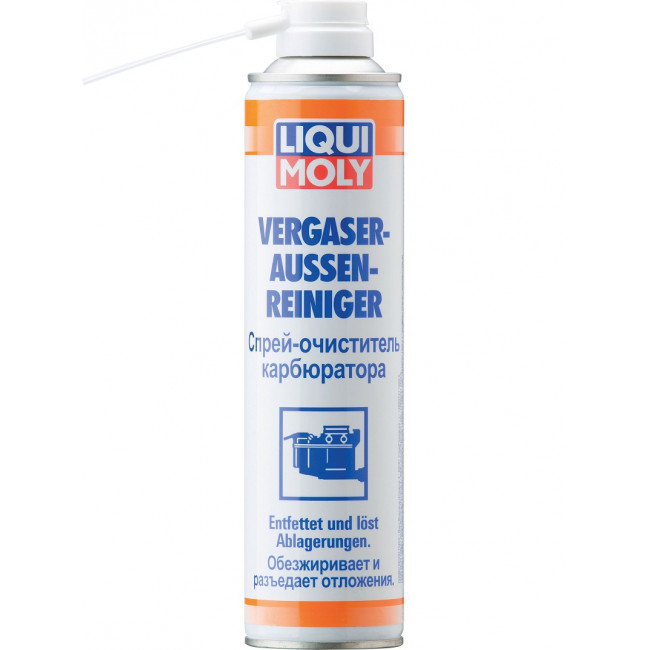 LIQUI
MOLY
VERGASER-
AUSSEN-
REINIGER
Спрей-очиститель
карбюратора
Entfettet und löst
Ablagerungen.
Обезжиривает и
разъедает отложения.